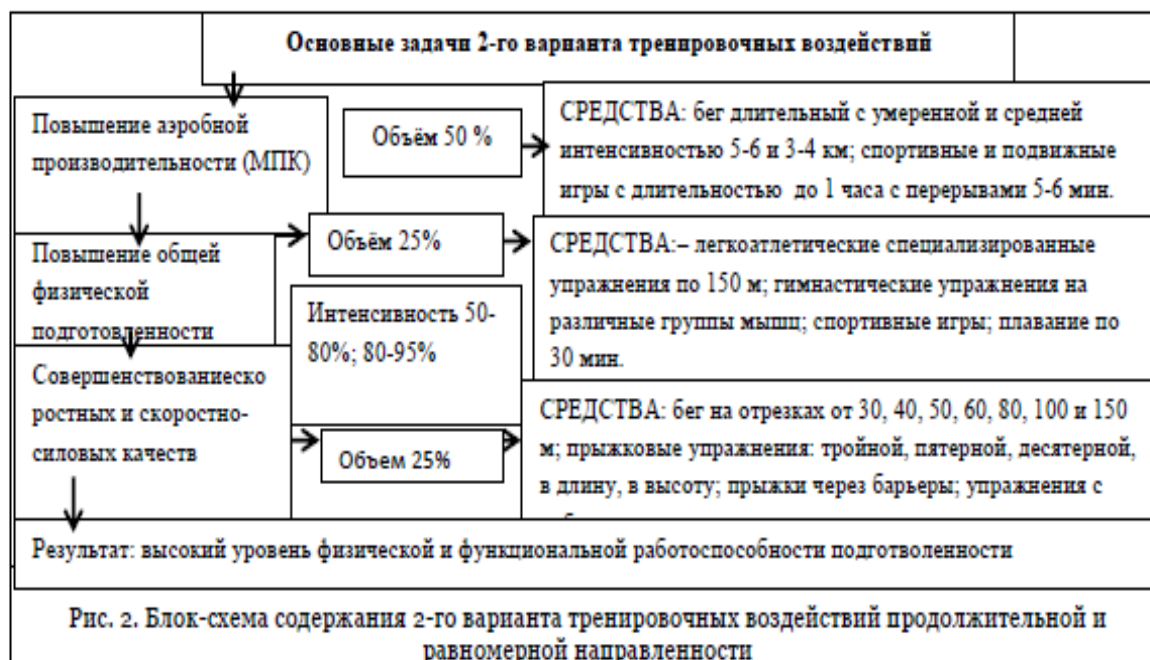 Основные задачи 2-го варианта тренировочных воздействий
Повышение аэробной
производительности (МПК)
Объём 50 %
СРЕДСТВА: бег длительный с умеренной и средней
интенсивностью 5-6 и 3-4 км; спортивные и подвижные
игры с длительностью до 1 часа с перерывами 5-6 мин.
Повышение общей
физической
подготовленности
Объём 25%
СРЕДСТВА:– легкоатлетические специализированные
упражнения по 150 м; гимнастические упражнения на
различные группы мышц; спортивные игры; плавание по
30 мин.
Интенсивность 50-
80%; 80-95%
Совершенствованиеско
ростных и скоростно-
силовых качеств
Объем 25%
СРЕДСТВА: бег на отрезках от 30, 40, 50, 60, 80, 100 и 150
м; прыжковые упражнения: тройной, пятерной, десятерной,
в длину, в высоту; прыжки через барьеры; упражнения с
Результат: высокий уровень физической и функциональной работоспособности подготволенности
Рис. 2. Блок-схема содержания 2-го варианта тренировочных воздействий продолжительной и
равномерной направленности